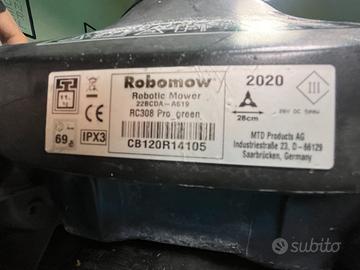 Robomow
Robotic Mower
22BCDA-A619
RC308 Pro_green
CB120R14105
IPX3
2020
III
28cm
MTD Products AG
Industriestraße 23, D-66129
Saarbrücken, Germany
CE
subito